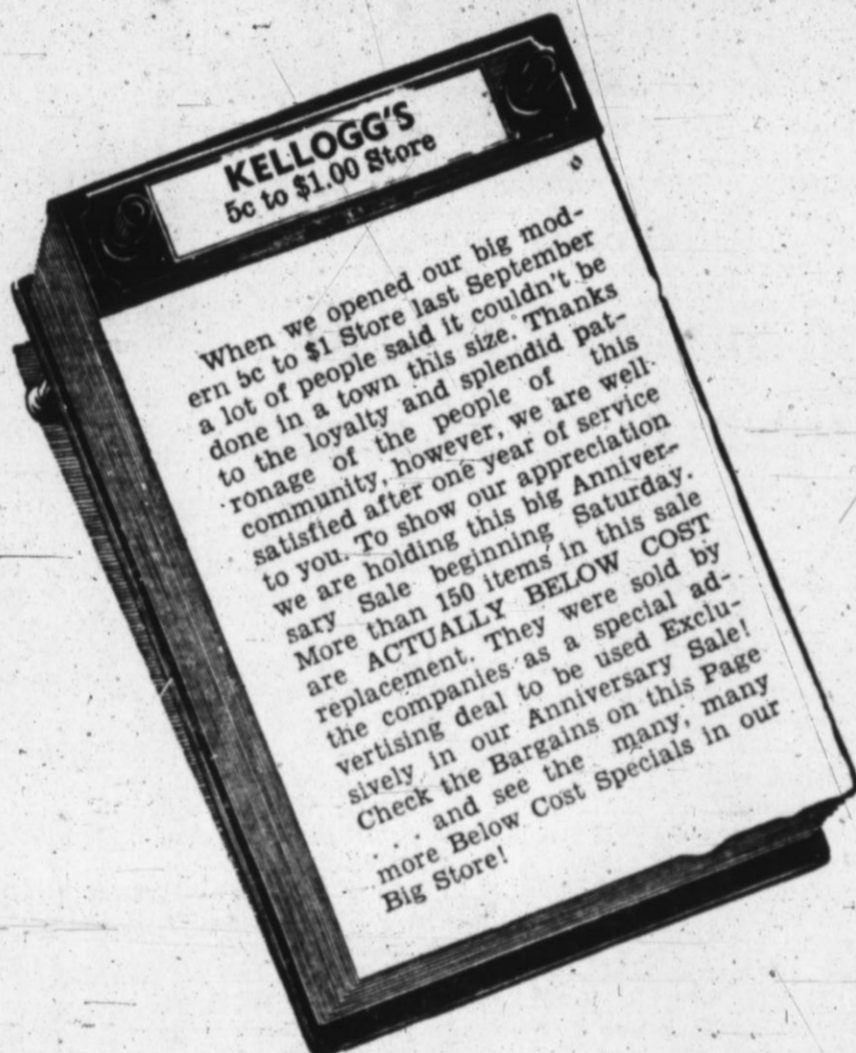 KELLOGG'S
5c to $1.00 Store
When we opened our big mod-
ern 5c to $1 Store last September
a lot of people said it couldn't be
done in a town this size. Thanks
to the loyalty and splendid pat-
ronage of the people of this
community, however, we are well
satisfied after one year of service
to you. To show our appreciation
we are holding this big Anniver-
sary Sale beginning Saturday.
More than 150 items in this sale
are ACTUALLY BELOW COST
replacement. They were sold by
the companies as a special ad-
vertising deal to be used Exclu-
sively in our Anniversary Sale!
Check the Bargains on this Page
. . . and see the many, many
more Below Cost Specials in our
Big Store!